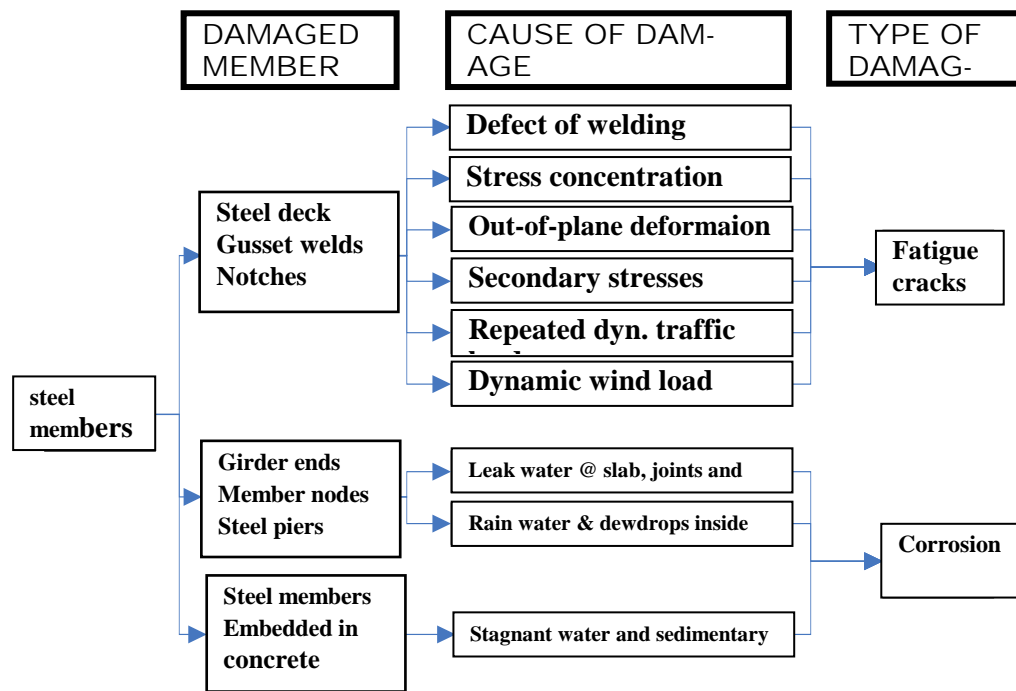 DAMAGED
MEMBER
CAUSE OF DAM-
AGE
TYPE OF
DAMAG-
Defect of welding
Stress concentration
Out-of-plane deformaion
Secondary stresses
Repeated dyn. traffic
Dynamic wind load
Steel deck
Gusset welds
Notches
Fatigue
cracks
steel
members
Girder ends
Member nodes
Steel piers
Leak water @ slab, joints and
Rain water & dewdrops inside
Corrosion
Steel members
Embedded in
concrete
Stagnant water and sedimentary